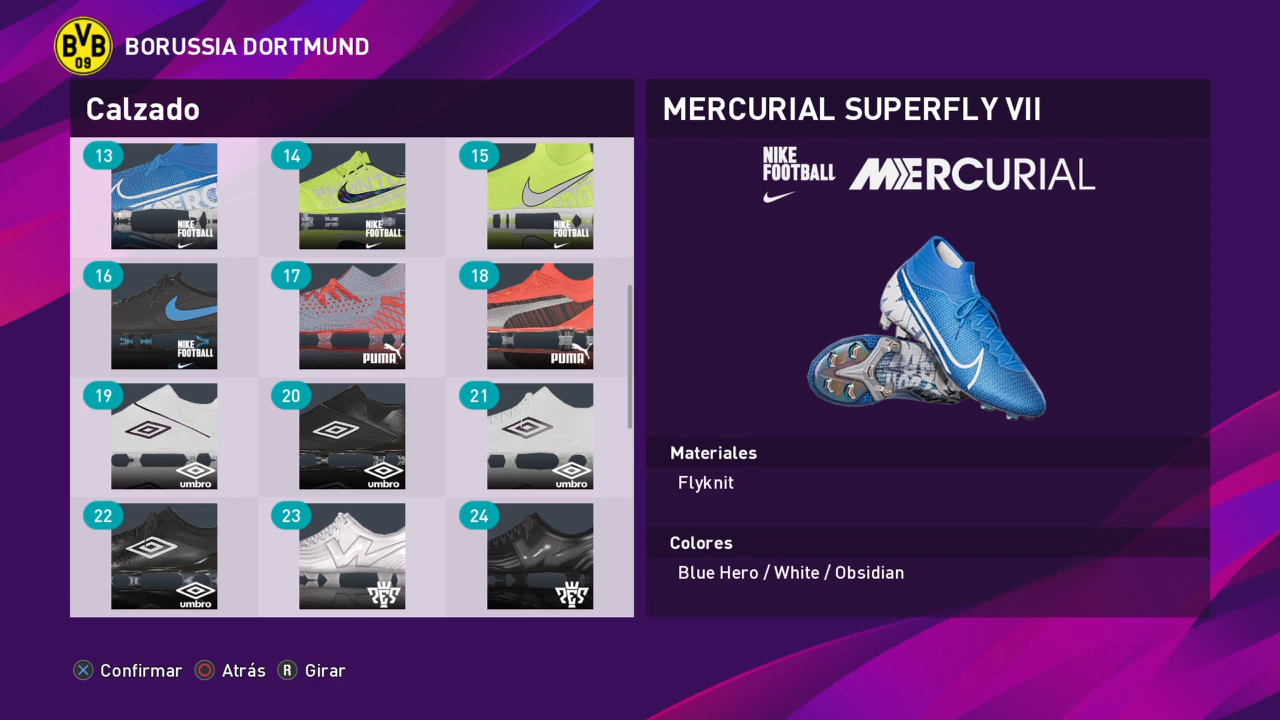 BVB
09
BORUSSIA DORTMUND
Calzado
13
NIKE
FOOTBALL
14
NIKE
FOOTBALL
15
NIKE
FOOTBALL
16
NIKE
FOOTBALL
17
PUMA
18
PUMA
19
umbro
20
umbro
21
umbro
22
umbro
23
PES
24
PES
MERCURIAL SUPERFLY VII
NIKE
FOOTBALL
MERCURIAL
Materiales
Flyknit
Colores
Blue Hero / White / Obsidian
Confirmar
Atrás
R Girar